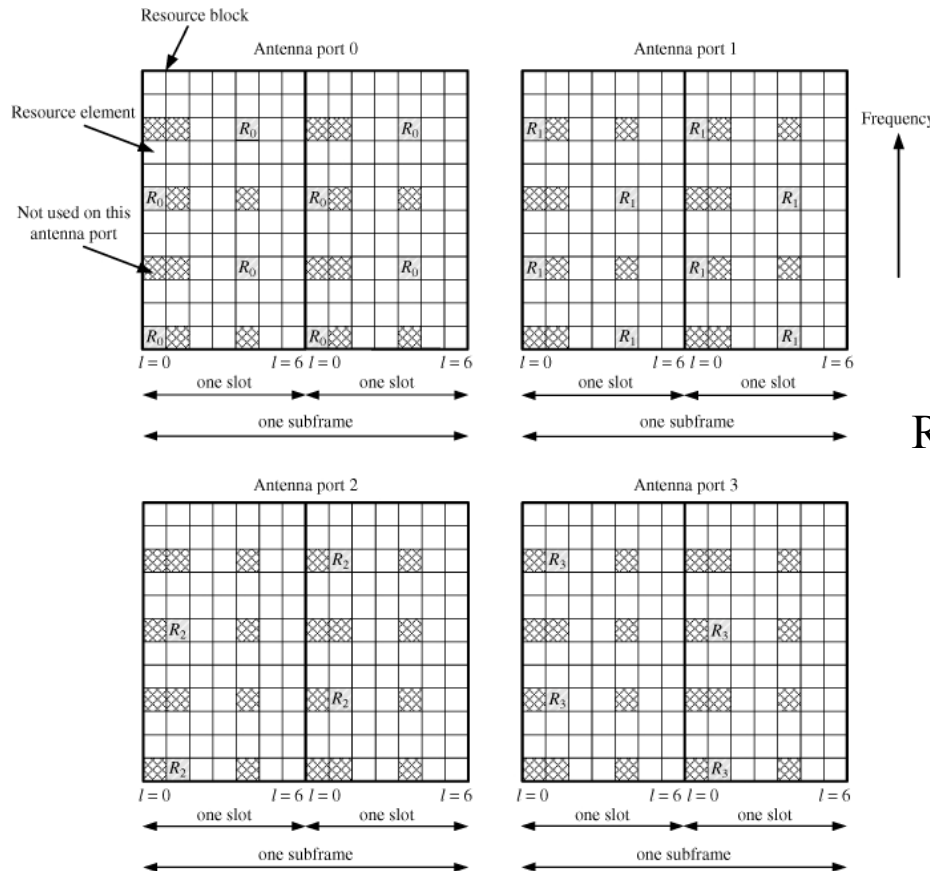 Resource block
Antenna port 0
Antenna port 1
Resource element
Frequency
Not used on this
antenna port
R0 R0
R0 R0
R0 R0
R0 R0
R1 R1
R1 R1
R1 R1
R1 R1
l = 0 l = 6 l = 0 l = 6
one slot one slot
one subframe
l = 0 l = 6 l = 0 l = 6
one slot one slot
one subframe
R
Antenna port 2
Antenna port 3
R2
R2
R2
R2
R3
R3
R3
R3
l = 0 l = 6 l = 0 l = 6
one slot one slot
one subframe
l = 0 l = 6 l = 0 l = 6
one slot one slot
one subframe